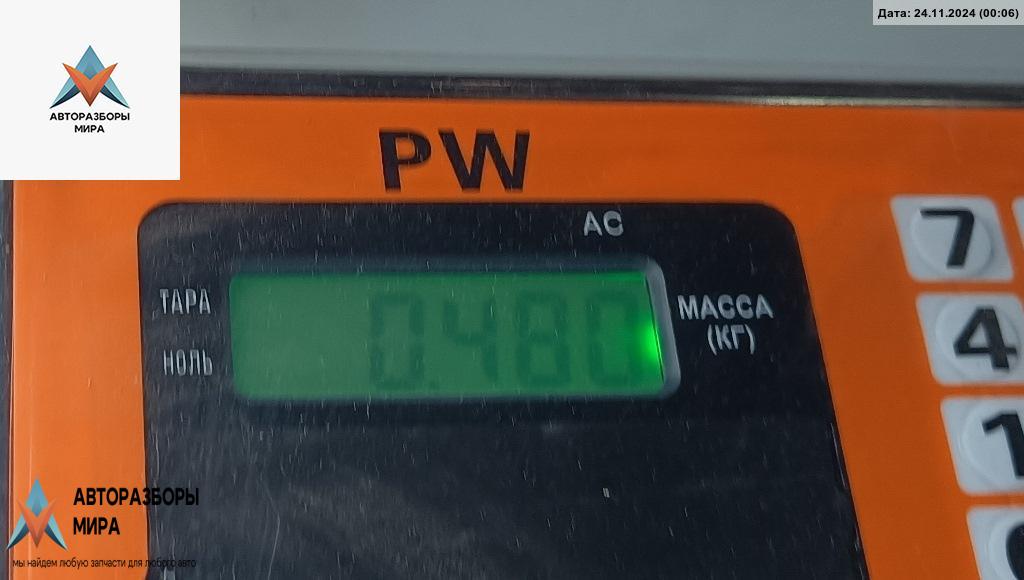 Дата: 24.11.2024 (00:06)
АВТОРАЗБОРЫ
МИРА
PW
AC
7
ТАРА
0.480
МАССА
(КГ)
4
НОЛЬ
1
АВТОРАЗБОРЫ
МИРА
мы найдем любую запчасти для любого авто